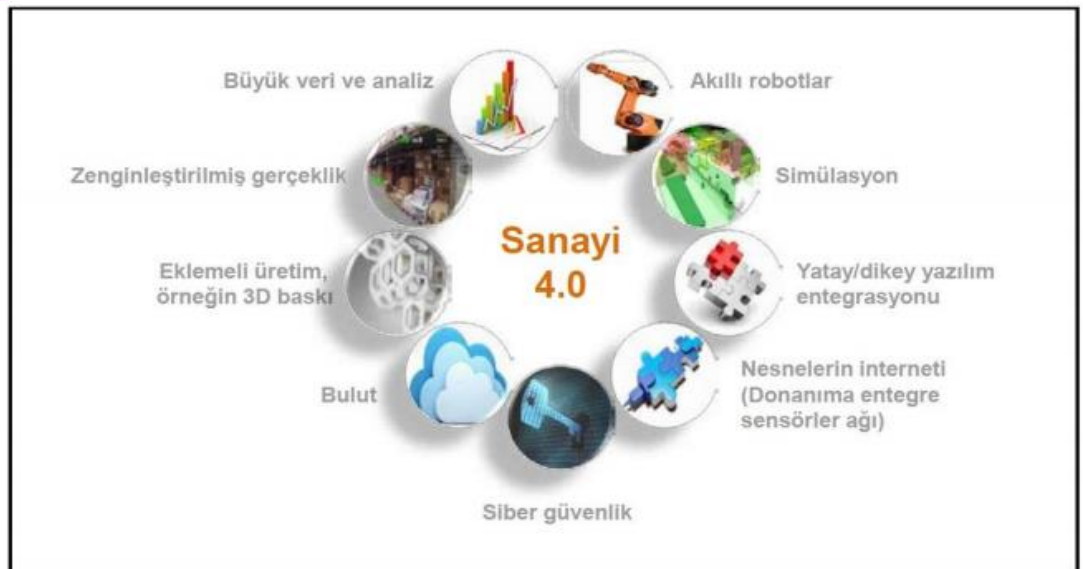 Büyük veri ve analiz
Akıllı robotlar
Zenginleştirilmiş gerçeklik
Simülasyon
Sanayi
4.0
Eklemeli üretim,
örneğin 3D baskı
Yatay/dikey yazılım
entegrasyonu
Bulut
Nesnelerin interneti
(Donanıma entegre
sensörler ağı)
Siber güvenlik